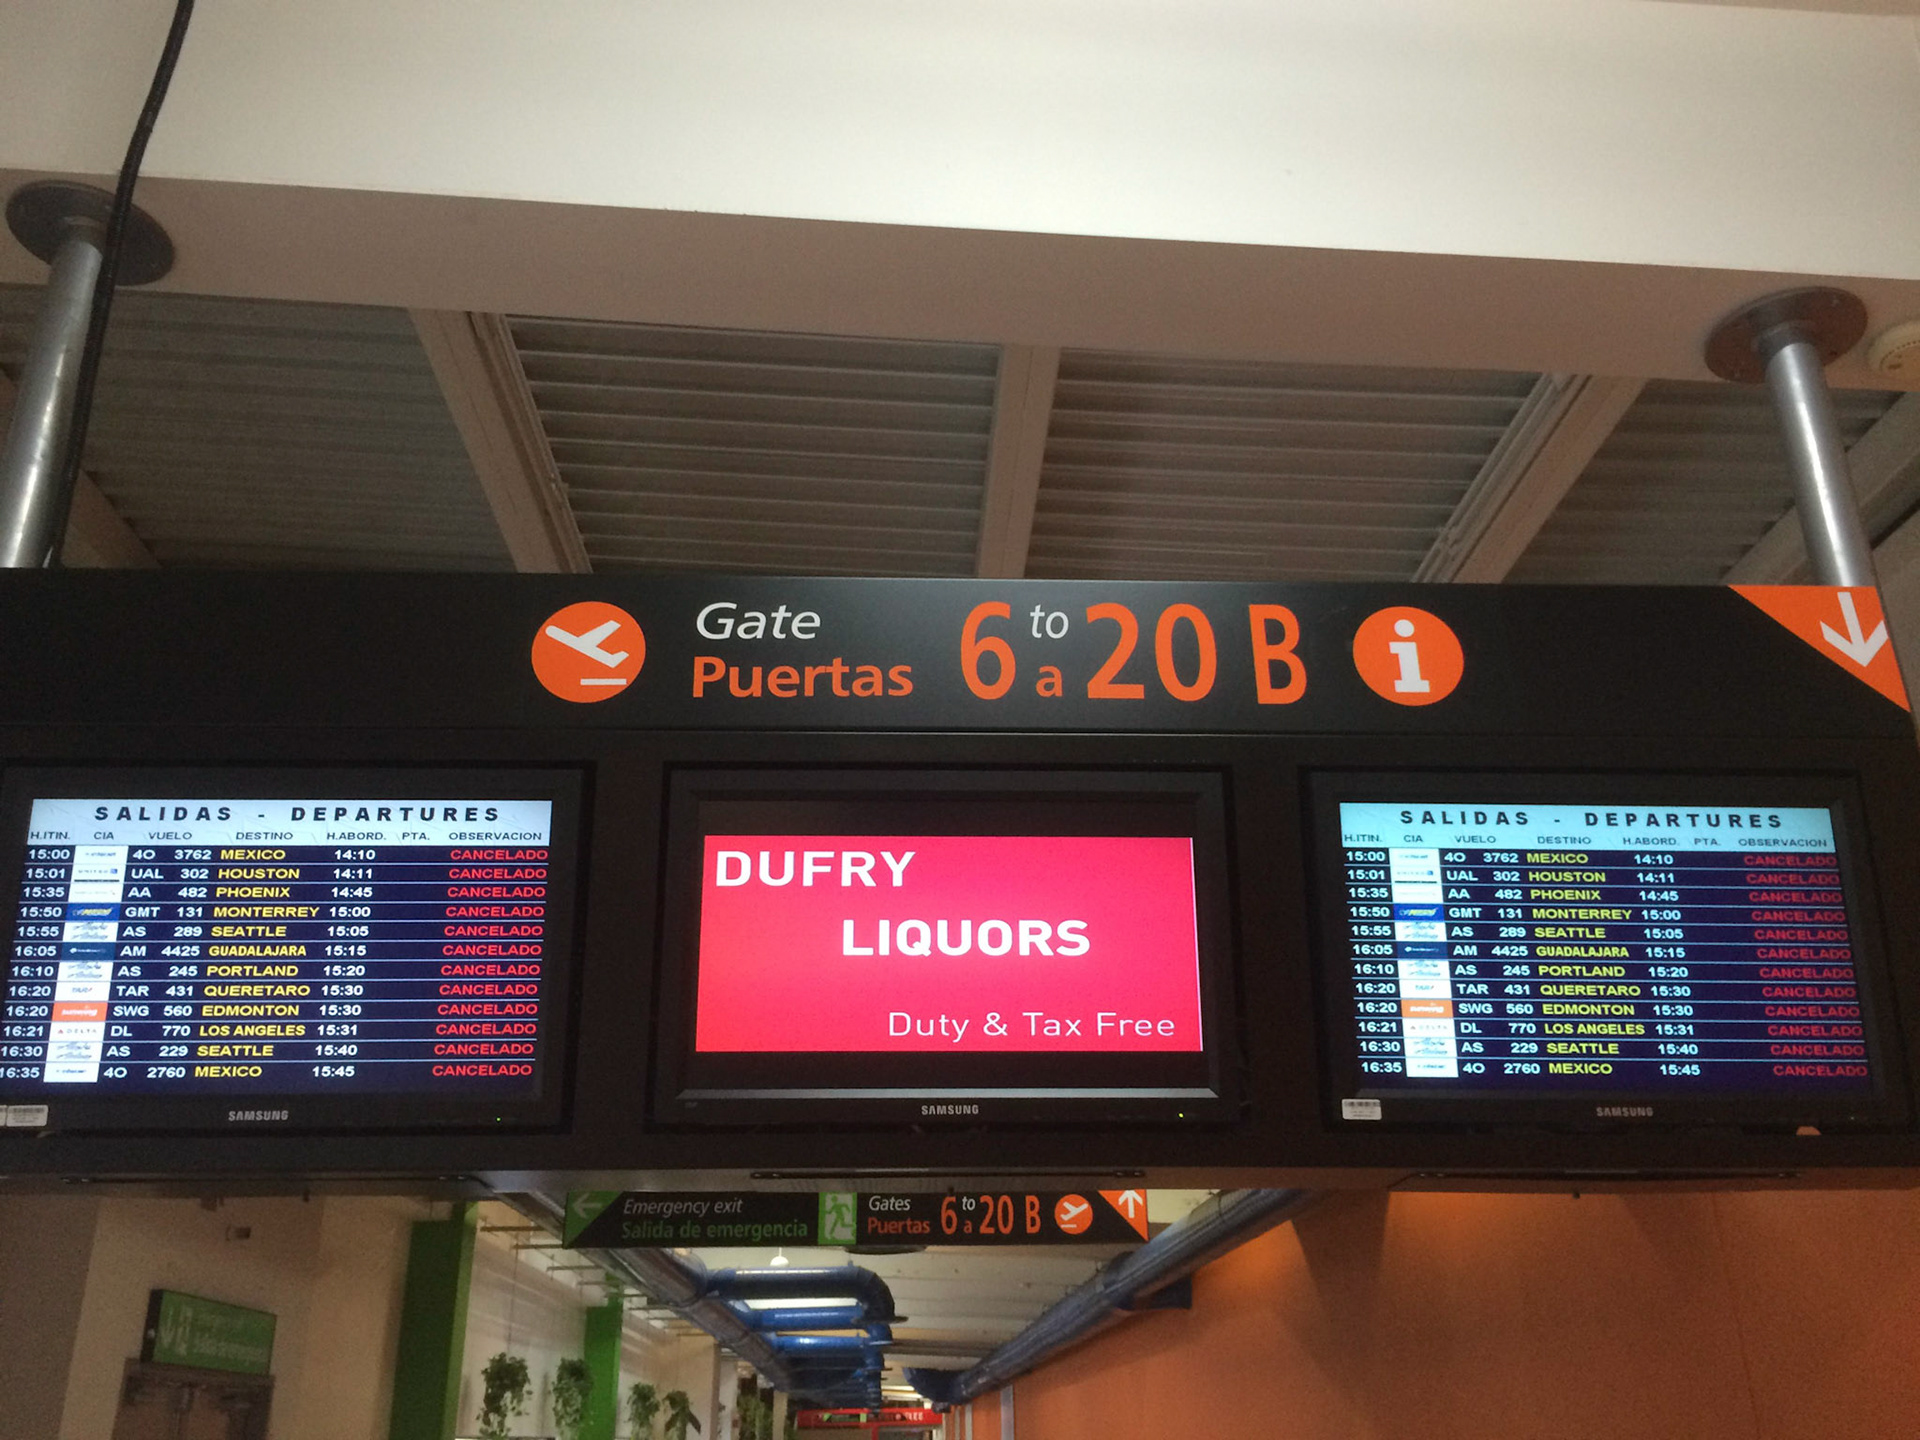 Gate 6 to 20 B
Puertas 6 a 20 B
i
SALIDAS - DEPARTURES
H.ITIN. CIA VUELO DESTINO H.ABORD. PTA. OBSERVACION
15:00 4O 3762 MEXICO 14:10 CANCELADO
15:01 UNITED UAL 302 HOUSTON 14:11 CANCELADO
15:35 AA 482 PHOENIX 14:45 CANCELADO
15:50 GMT 131 MONTERREY 15:00 CANCELADO
15:55 AS 289 SEATTLE 15:05 CANCELADO
16:05 AM 4425 GUADALAJARA 15:15 CANCELADO
16:10 AS 245 PORTLAND 15:20 CANCELADO
16:20 TAR 431 QUERETARO 15:30 CANCELADO
16:20 SWG 560 EDMONTON 15:30 CANCELADO
16:21 DELTA DL 770 LOS ANGELES 15:31 CANCELADO
16:30 AS 229 SEATTLE 15:40 CANCELADO
16:35 4O 2760 MEXICO 15:45 CANCELADO
SAMSUNG
DUFRY
LIQUORS
Duty & Tax Free
SAMSUNG
SALIDAS - DEPARTURES
H.ITIN. CIA VUELO DESTINO H.ABORD. PTA. OBSERVACION
15:00 4O 3762 MEXICO 14:10 CANCELADO
15:01 UNITED UAL 302 HOUSTON 14:11 CANCELADO
15:35 AA 482 PHOENIX 14:45 CANCELADO
15:50 GMT 131 MONTERREY 15:00 CANCELADO
15:55 AS 289 SEATTLE 15:05 CANCELADO
16:05 AM 4425 GUADALAJARA 15:15 CANCELADO
16:10 AS 245 PORTLAND 15:20 CANCELADO
16:20 TAR 431 QUERETARO 15:30 CANCELADO
16:20 SWG 560 EDMONTON 15:30 CANCELADO
16:21 DELTA DL 770 LOS ANGELES 15:31 CANCELADO
16:30 AS 229 SEATTLE 15:40 CANCELADO
16:35 4O 2760 MEXICO 15:45 CANCELADO
SAMSUNG
Emergency exit
Salida de emergencia
Gates 6 to 20 B
Puertas 6 a 20 B